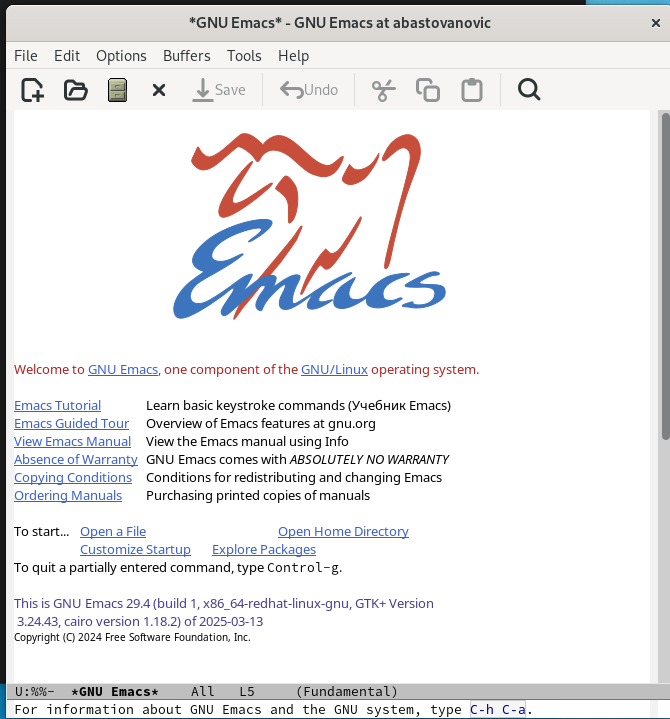 *GNU Emacs* - GNU Emacs at abastovanovic
File Edit Options Buffers Tools Help
Save Undo
Emacs
Welcome to GNU Emacs, one component of the GNU/Linux operating system.
Emacs Tutorial Learn basic keystroke commands (Учебник Emacs)
Emacs Guided Tour Overview of Emacs features at gnu.org
View Emacs Manual View the Emacs manual using Info
Absence of Warranty GNU Emacs comes with ABSOLUTELY NO WARRANTY
Copying Conditions Conditions for redistributing and changing Emacs
Ordering Manuals Purchasing printed copies of manuals
To start... Open a File Open Home Directory
Customize Startup Explore Packages
To quit a partially entered command, type Control-g.
This is GNU Emacs 29.4 (build 1, x86_64-redhat-linux-gnu, GTK+ Version
3.24.43, cairo version 1.18.2) of 2025-03-13
Copyright (C) 2024 Free Software Foundation, Inc.
U:%%- *GNU Emacs* All L5 (Fundamental)
For information about GNU Emacs and the GNU system, type C-h C-a.